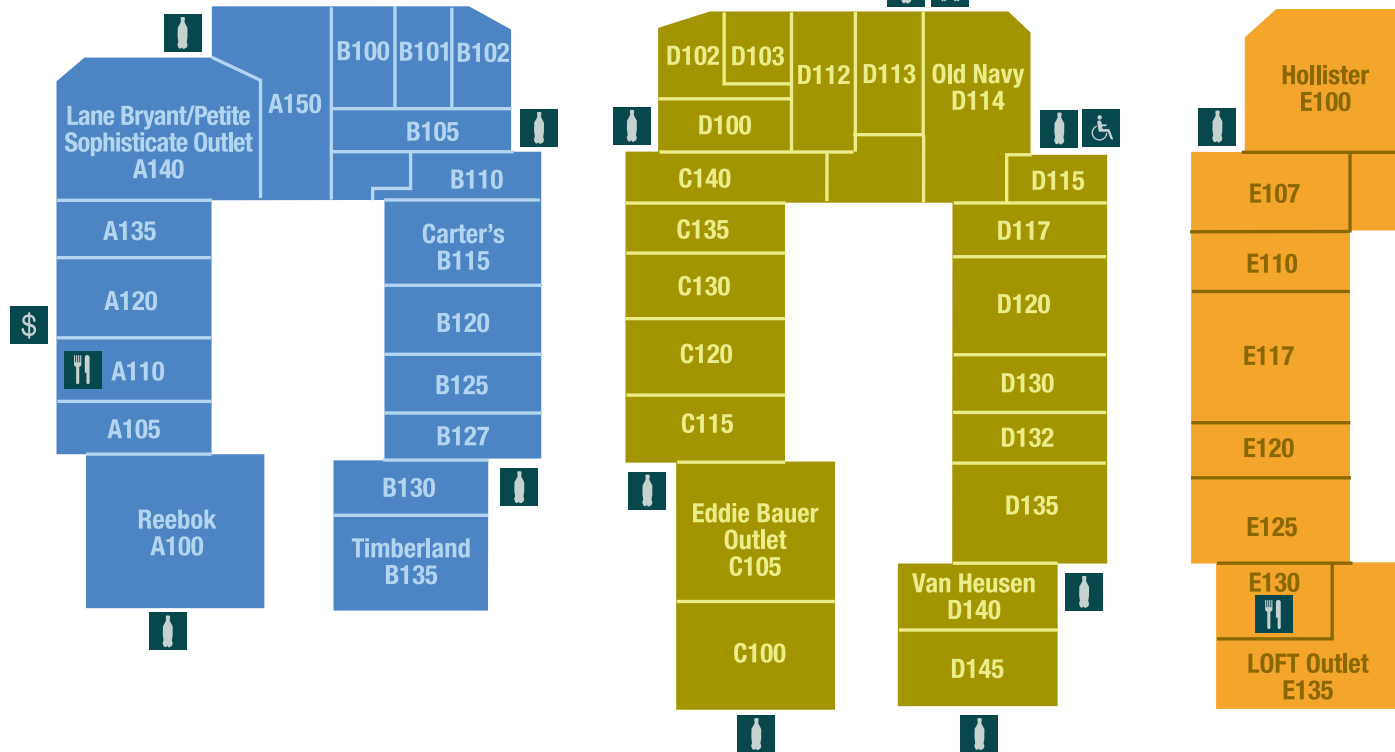 Lane Bryant/Petite
Sophisticate Outlet
A140
A150
B100
B101
B102
B105
B110
A135
A120
$
A110
A105
Reebok
A100
Carter's
B115
B120
B125
B127
B130
Timberland
B135
D102
D103
D112
D113
Old Navy
D114
D100
C140
D115
C135
D117
C130
D120
C120
D130
C115
D132
D135
Eddie Bauer
Outlet
C105
Van Heusen
D140
C100
D145
Hollister
E100
E107
E110
E117
E120
E125
E130
LOFT Outlet
E135